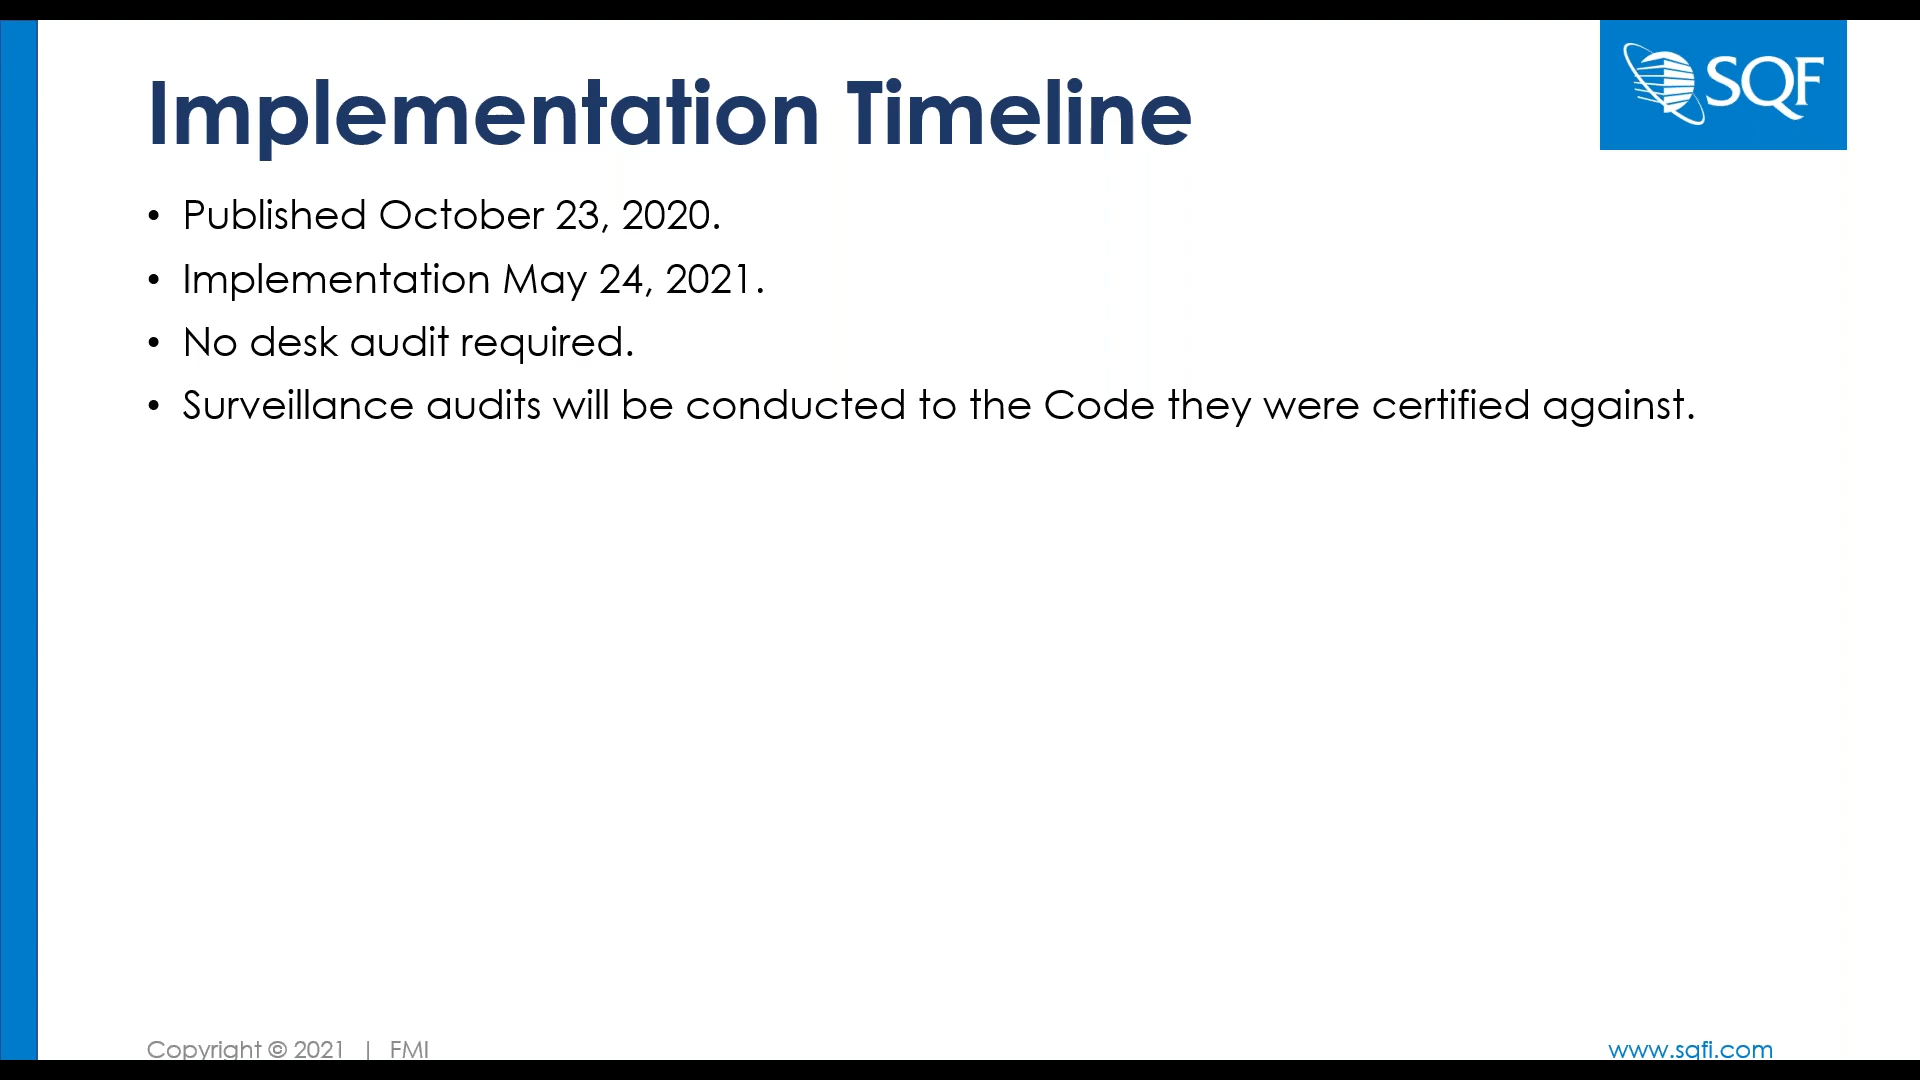 Implementation Timeline
SQF
• Published October 23, 2020.
• Implementation May 24, 2021.
• No desk audit required.
• Surveillance audits will be conducted to the Code they were certified against.
Copyright © 2021 | FMI
www.sqfi.com